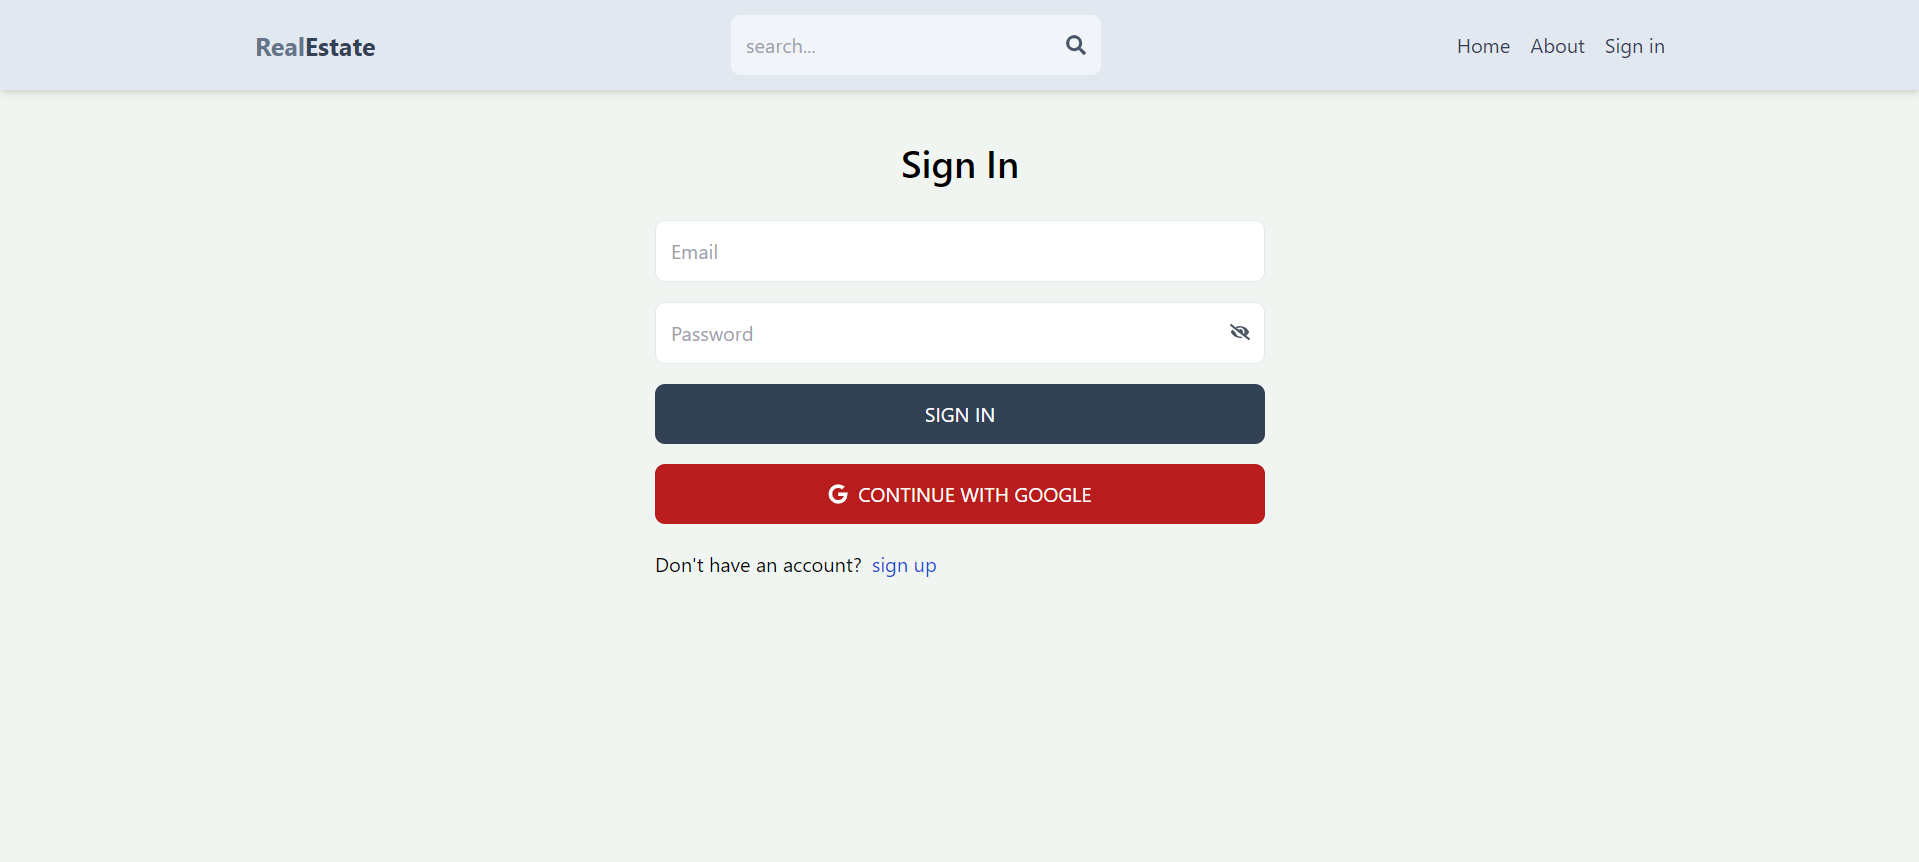 RealEstate
search...
Home About Sign in
Sign In
Email
Password
SIGN IN
CONTINUE WITH GOOGLE
Don't have an account? sign up